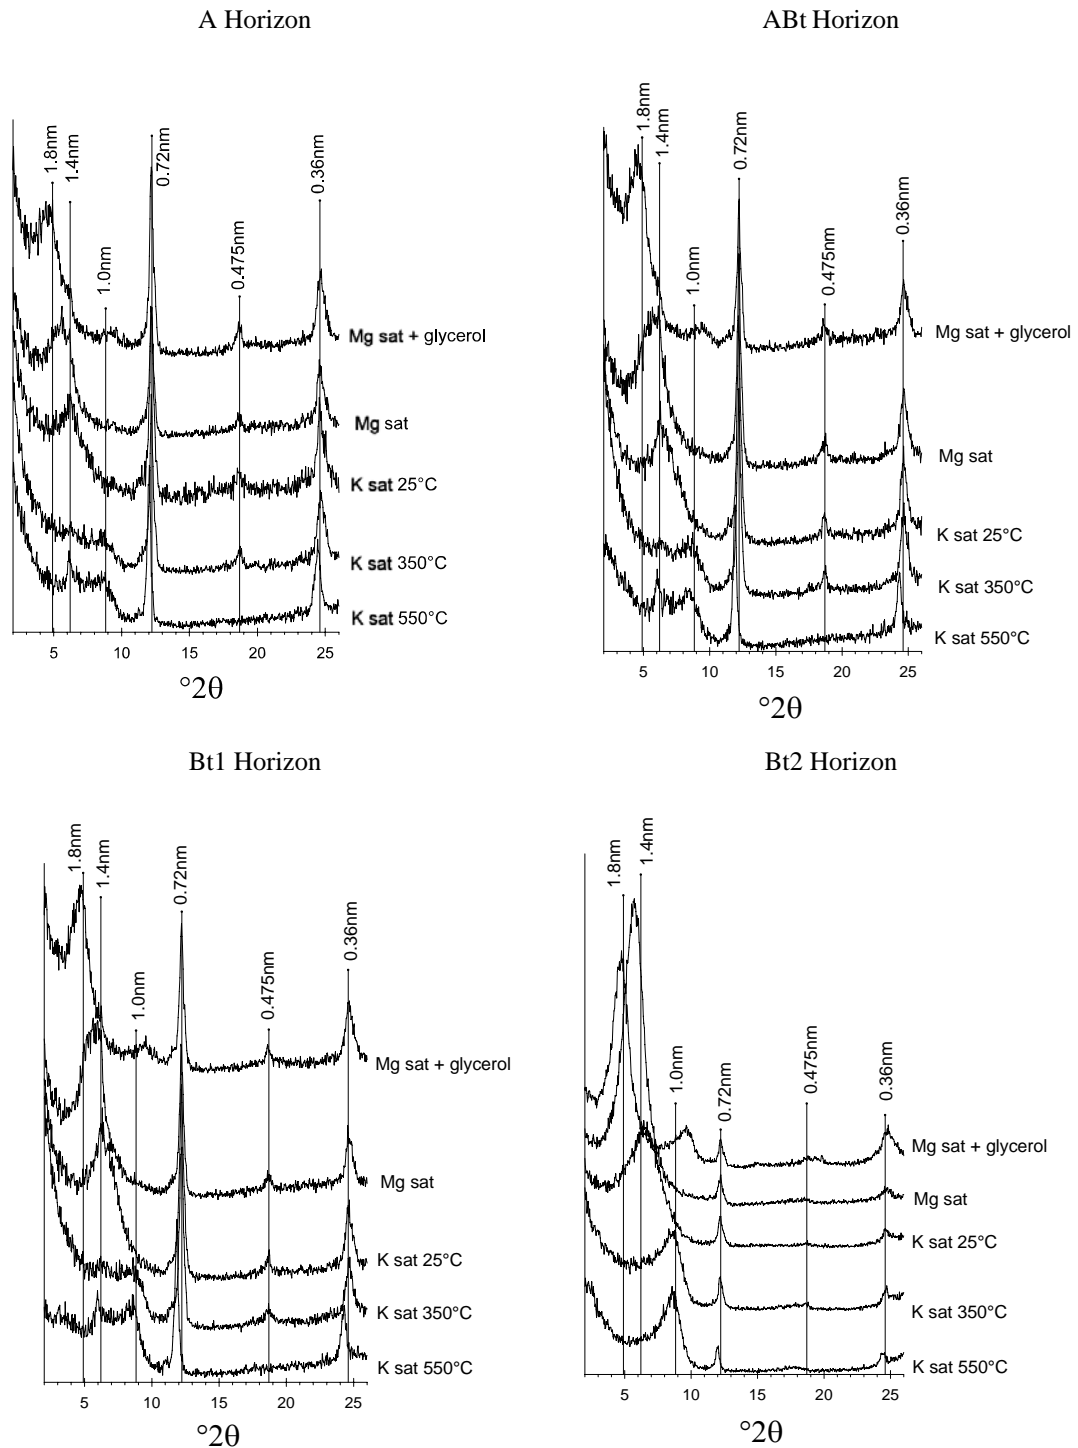 A Horizon
1.8nm
1.4nm
1.0nm
0.72nm
0.475nm
0.36nm
Mg sat + glycerol
Mg sat
K sat 25°C
K sat 350°C
K sat 550°C
5 10 15 20 25
°2θ
ABt Horizon
1.8nm
1.4nm
1.0nm
0.72nm
0.475nm
0.36nm
Mg sat + glycerol
Mg sat
K sat 25°C
K sat 350°C
K sat 550°C
5 10 15 20 25
°2θ
Bt1 Horizon
1.8nm
1.4nm
1.0nm
0.72nm
0.475nm
0.36nm
Mg sat + glycerol
Mg sat
K sat 25°C
K sat 350°C
K sat 550°C
5 10 15 20 25
°2θ
Bt2 Horizon
1.8nm
1.4nm
1.0nm
0.72nm
0.475nm
0.36nm
Mg sat + glycerol
Mg sat
K sat 25°C
K sat 350°C
K sat 550°C
5 10 15 20 25
°2θ